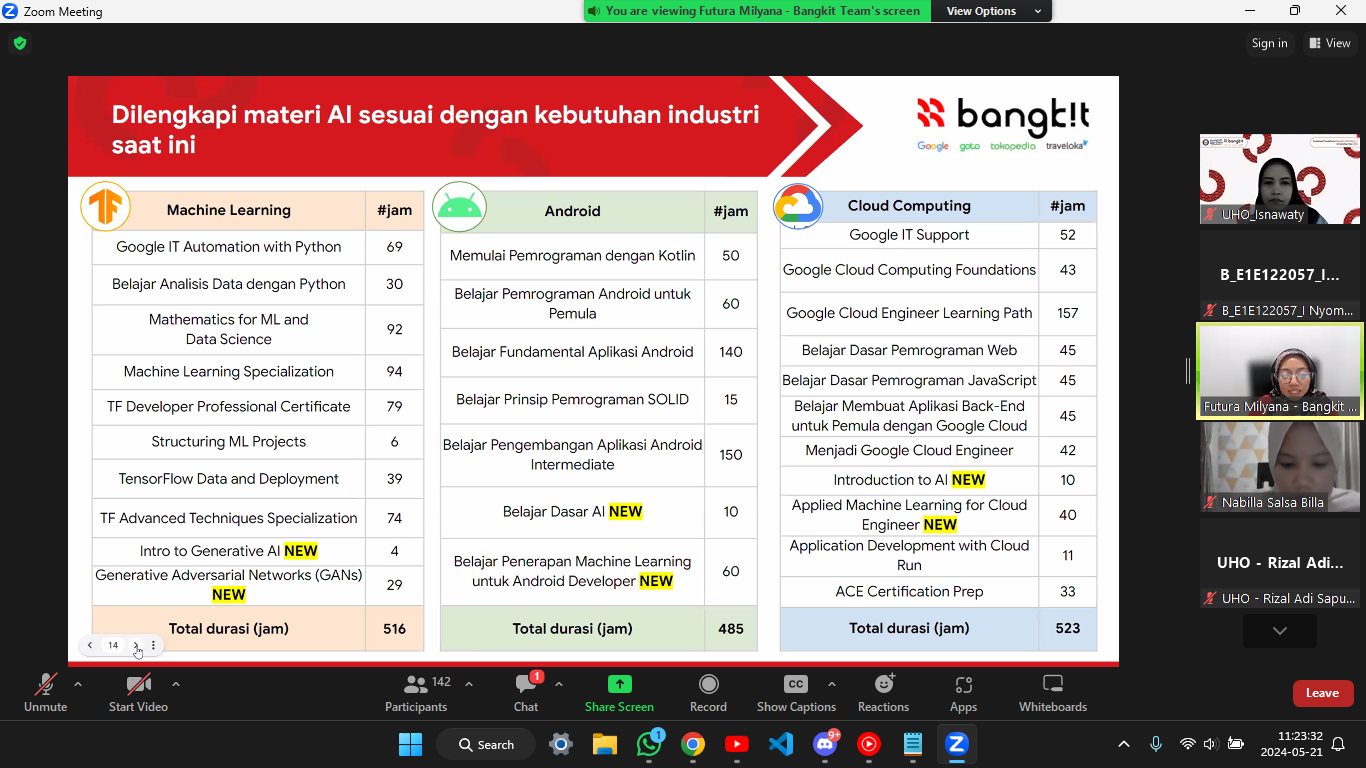 Zoom Meeting
You are viewing Futura Milyana - Bangkit Team's screen
View Options
Sign in
View
Dilengkapi materi AI sesuai dengan kebutuhan industri
saat ini
bangk!t
Google goto tokopedia traveloka
Machine Learning #jam
Google IT Automation with Python 69
Belajar Analisis Data dengan Python 30
Mathematics for ML and
Data Science 92
Machine Learning Specialization 94
TF Developer Professional Certificate 79
Structuring ML Projects 6
TensorFlow Data and Deployment 39
TF Advanced Techniques Specialization 74
Intro to Generative AI NEW 4
Generative Adversarial Networks (GANs)
NEW 29
Total durasi (jam) 516
Android #jam
Memulai Pemrograman dengan Kotlin 50
Belajar Pemrograman Android untuk
Pemula 60
Belajar Fundamental Aplikasi Android 140
Belajar Prinsip Pemrograman SOLID 15
Belajar Pengembangan Aplikasi Android
Intermediate 150
Belajar Dasar AI NEW 10
Belajar Penerapan Machine Learning
untuk Android Developer NEW 60
Total durasi (jam) 485
Cloud Computing #jam
Google IT Support 52
Google Cloud Computing Foundations 43
Google Cloud Engineer Learning Path 157
Belajar Dasar Pemrograman Web 45
Belajar Dasar Pemrograman JavaScript 45
Belajar Membuat Aplikasi Back-End
untuk Pemula dengan Google Cloud 45
Menjadi Google Cloud Engineer 42
Introduction to AI NEW 10
Applied Machine Learning for Cloud
Engineer NEW 40
Application Development with Cloud
Run 11
ACE Certification Prep 33
Total durasi (jam) 523
14
UHO_Isnawaty
B_E1E122057_I...
B_E1E122057_I Nyom...
Futura Milyana - Bangkit ...
Nabilla Salsa Billa
UHO - Rizal Adi...
UHO - Rizal Adi Sapu...
Unmute
Start Video
142
Participants
1
Chat
Share Screen
Record
CC
Show Captions
Reactions
Apps
Whiteboards
Leave
Search
1
9+
11:23:32
2024-05-21